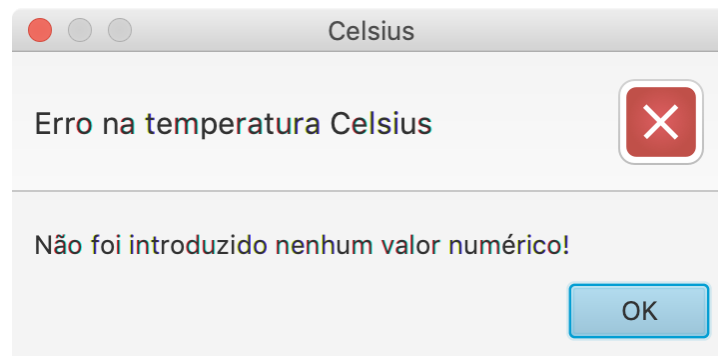 Celsius
Erro na temperatura Celsius
Não foi introduzido nenhum valor numérico!
OK